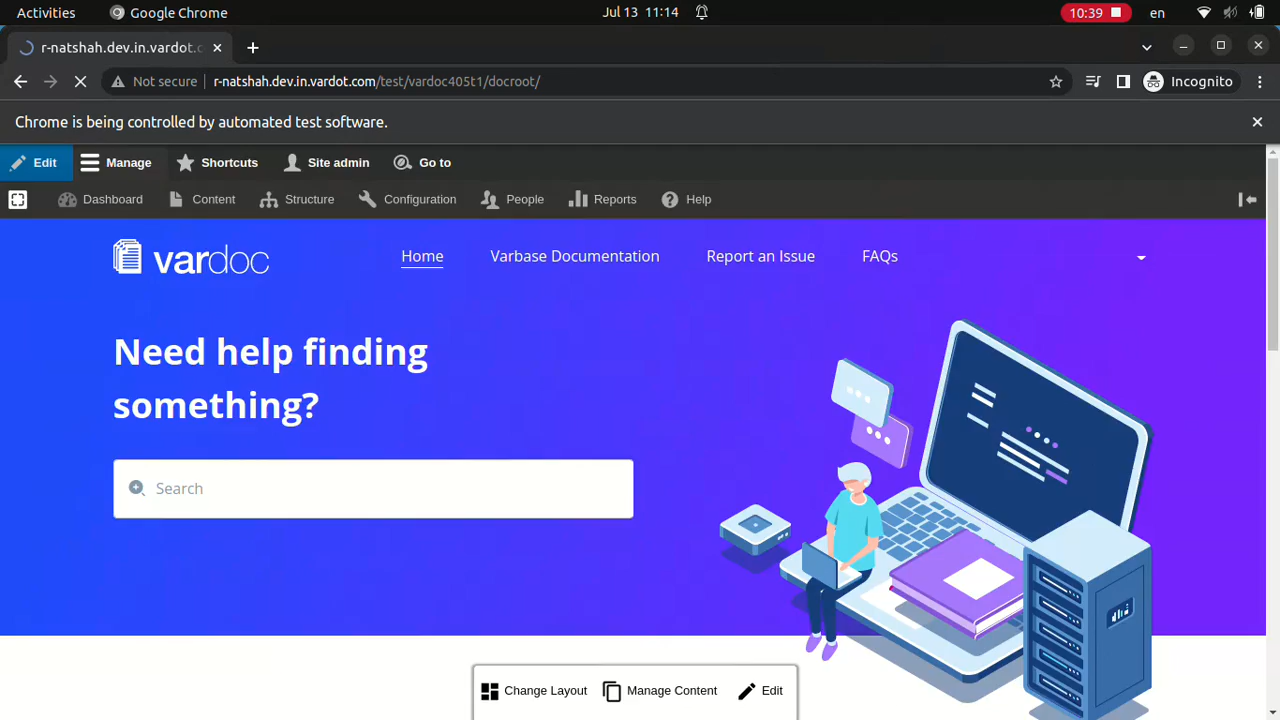 Activities Google Chrome Jul 13 11:14 10:39 en
r-natshah.dev.in.vardot.c
Not secure r-natshah.dev.in.vardot.com/test/vardoc405t1/docroot/ Incognito
Chrome is being controlled by automated test software.
Edit Manage Shortcuts Site admin Go to
Dashboard Content Structure Configuration People Reports Help
vardoc Home Varbase Documentation Report an Issue FAQs
Need help finding
something?
Search
Change Layout Manage Content Edit